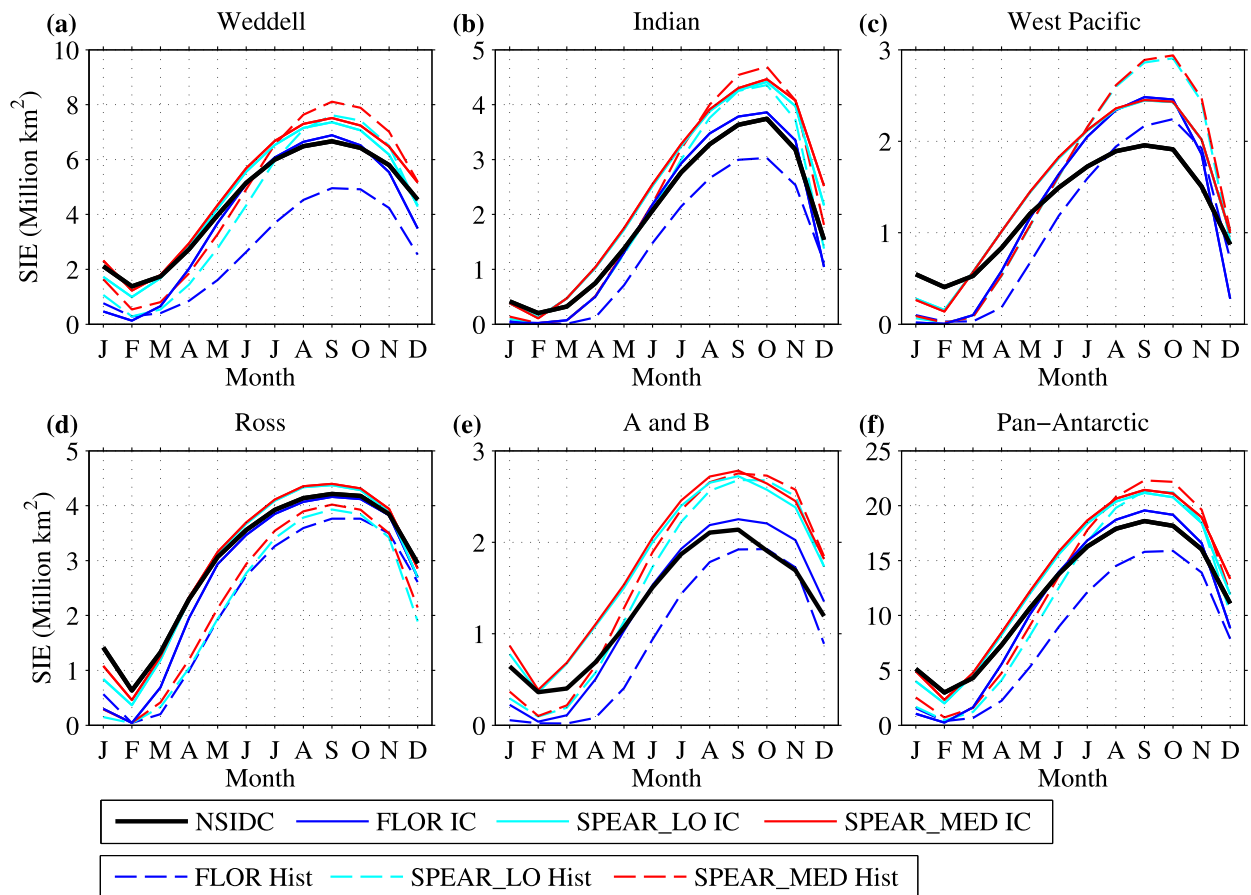 (a) Weddell
(b) Indian
(c) West Pacific
SIE (Million km²)
10
8
6
4
2
0
5
4
3
2
1
0
3
2
1
0
J F M A M J J A S O N D
J F M A M J J A S O N D
J F M A M J J A S O N D
Month
Month
Month
(d) Ross
(e) A and B
(f) Pan−Antarctic
SIE (Million km²)
5
4
3
2
1
0
3
2
1
0
25
20
15
10
5
0
J F M A M J J A S O N D
J F M A M J J A S O N D
J F M A M J J A S O N D
Month
Month
Month
NSIDC FLOR IC SPEAR_LO IC SPEAR_MED IC
FLOR Hist SPEAR_LO Hist SPEAR_MED Hist